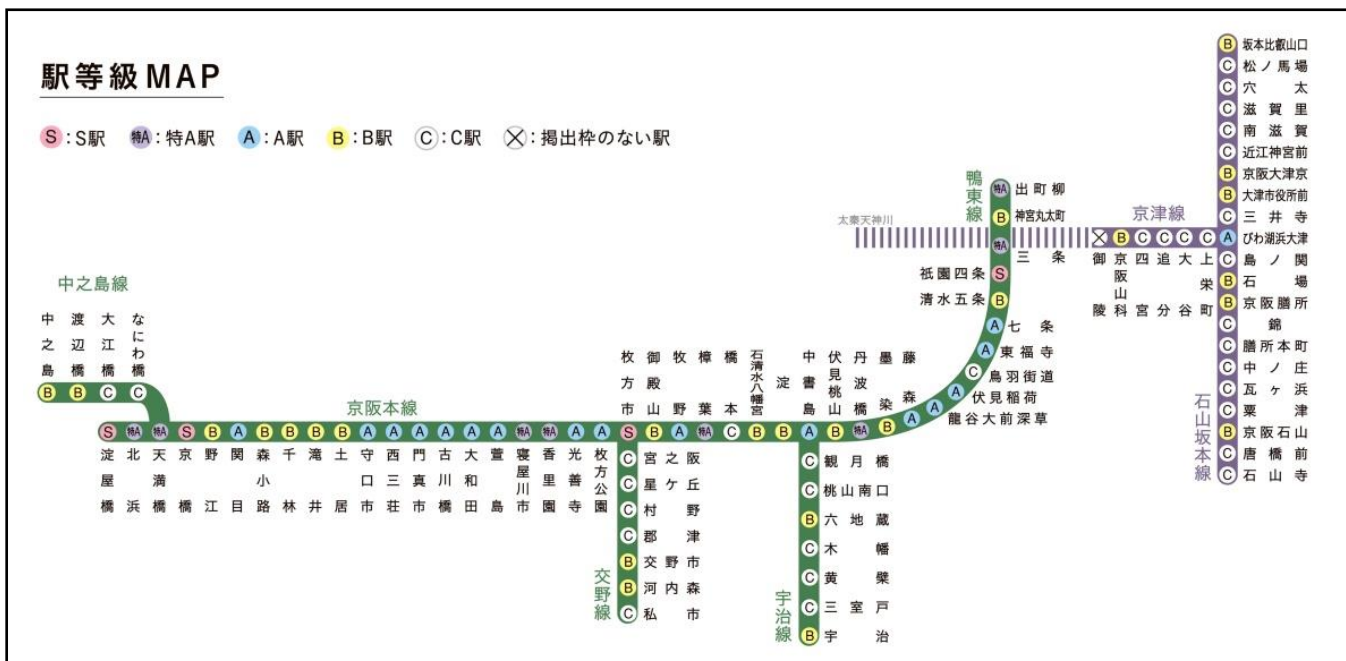 駅等級MAP
S:S駅 特A:特A駅 A:A駅 B:B駅 C:C駅 :掲出枠のない駅
中之島線
中之島 B
渡辺橋 B
大江橋 C
なにわ橋 C
京阪本線
淀屋橋 S
北浜 特A
天満橋 特A
京橋 S
野江 B
関目 A
森小路 B
千林 B
滝井 B
土居 B
守口市 A
西三荘 A
門真市 A
古川橋 A
大和田 A
萱島 A
寝屋川市 特A
香里園 特A
光善寺 A
枚方公園 A
枚方市 S
御殿山 B
牧野 A
樟葉 特A
橋本 C
石清水八幡宮 B
淀 B
中書島 A
伏見桃山 B
丹波橋 特A
墨染 B
藤森 A
龍谷大前深草 A
伏見稲荷 A
鳥羽街道 C
東福寺 A
七条 A
清水五条 B
祇園四条 S
三条 特A
鴨東線
神宮丸太町 B
出町柳 特A
交野線
C 宮之阪
C 星ケ丘
C 村野
C 郡津
B 交野市
B 河内森
C 私市
宇治線
C 観月橋
C 桃山南口
B 六地蔵
C 木幡
C 黄檗
C 三室戸
B 宇治
太秦天神川
京津線
御陵
京阪山科 B
四宮 C
追分 C
大谷 C
上栄町 C
石山坂本線
B 坂本比叡山口
C 松ノ馬場
C 穴太
C 滋賀里
C 南滋賀
C 近江神宮前
B 京阪大津京
B 大津市役所前
C 三井寺
A びわ湖浜大津
C 島ノ関
B 石場
B 京阪膳所
C 錦
C 膳所本町
C 中ノ庄
C 瓦ヶ浜
C 粟津
B 京阪石山
C 唐橋前
C 石山寺